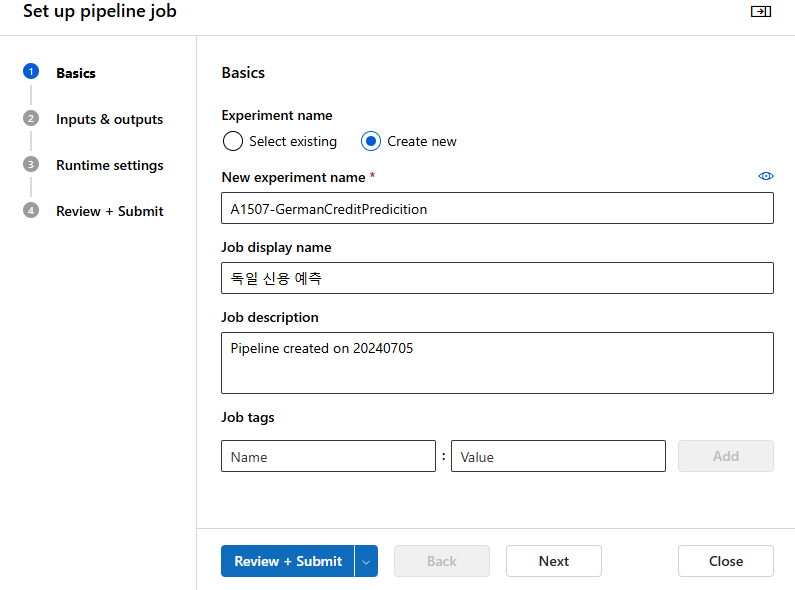 Set up pipeline job
1 Basics
2 Inputs & outputs
3 Runtime settings
4 Review + Submit
Basics
Experiment name
Select existing
Create new
New experiment name *
A1507-GermanCreditPredicition
Job display name
독일 신용 예측
Job description
Pipeline created on 20240705
Job tags
Name : Value Add
Review + Submit Back Next Close